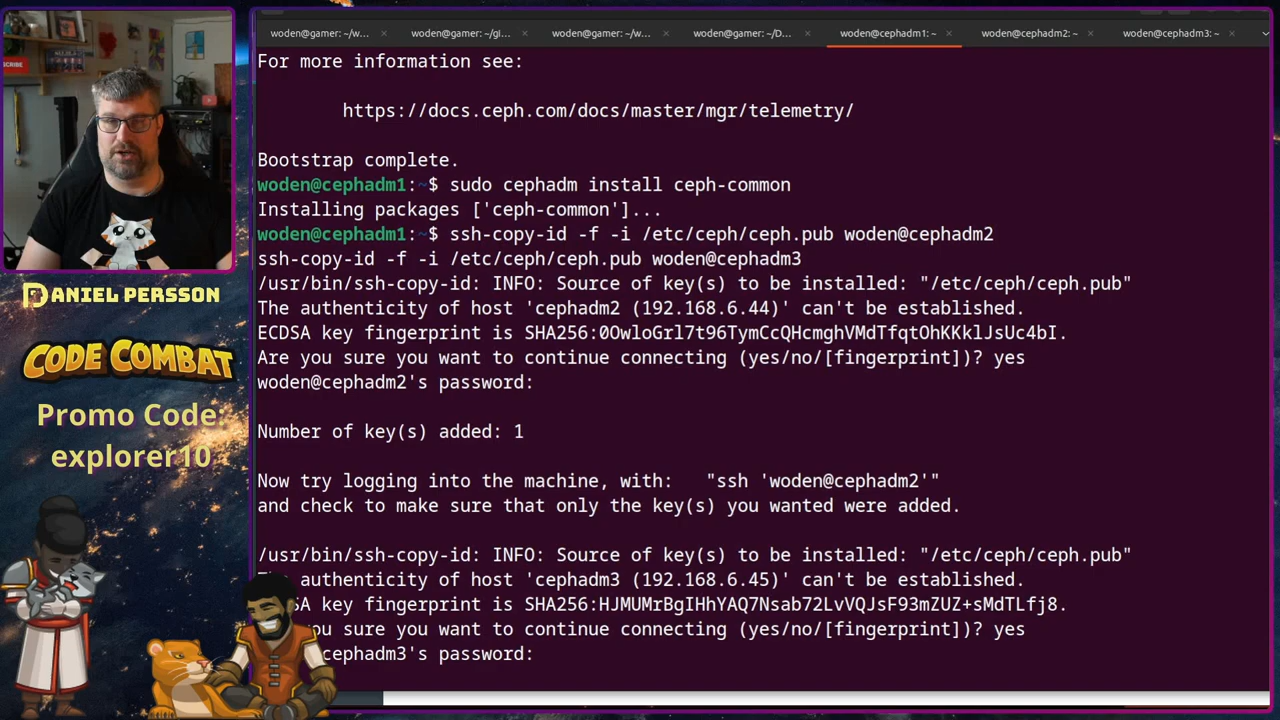 woden@gamer: ~/w...
woden@gamer: ~/gi...
woden@gamer: ~/w...
woden@gamer: ~/D...
woden@cephadm1: ~
woden@cephadm2: ~
woden@cephadm3: ~
For more information see:
https://docs.ceph.com/docs/master/mgr/telemetry/
Bootstrap complete.
woden@cephadm1:~$ sudo cephadm install ceph-common
Installing packages ['ceph-common']...
woden@cephadm1:~$ ssh-copy-id -f -i /etc/ceph/ceph.pub woden@cephadm2
ssh-copy-id -f -i /etc/ceph/ceph.pub woden@cephadm3
/usr/bin/ssh-copy-id: INFO: Source of key(s) to be installed: "/etc/ceph/ceph.pub"
The authenticity of host 'cephadm2 (192.168.6.44)' can't be established.
ECDSA key fingerprint is SHA256:0OwloGrl7t96TymCcQHcmghVMdTfqtOhKKklJsUc4bI.
Are you sure you want to continue connecting (yes/no/[fingerprint])? yes
woden@cephadm2's password:
Number of key(s) added: 1
Now try logging into the machine, with: "ssh 'woden@cephadm2'"
and check to make sure that only the key(s) you wanted were added.
/usr/bin/ssh-copy-id: INFO: Source of key(s) to be installed: "/etc/ceph/ceph.pub"
authenticity of host 'cephadm3 (192.168.6.45)' can't be established.
SA key fingerprint is SHA256:HJMUMrBgIHhYAQ7Nsab72LvVQJsF93mZUZ+sMdTLfj8.
you sure you want to continue connecting (yes/no/[fingerprint])? yes
cephadm3's password:
SCRIBE
DANIEL PERSSON
CODE COMBAT
Promo Code:
explorer10